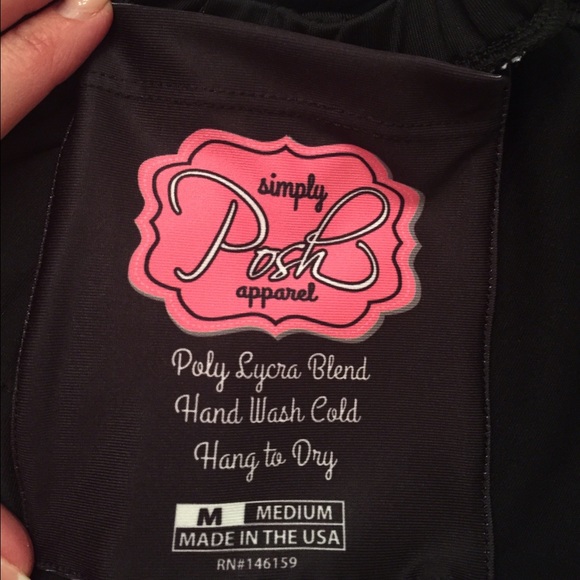 simply
Posh
apparel
Poly Lycra Blend
Hand Wash Cold
Hang to Dry
M MEDIUM
MADE IN THE USA
RN#146159